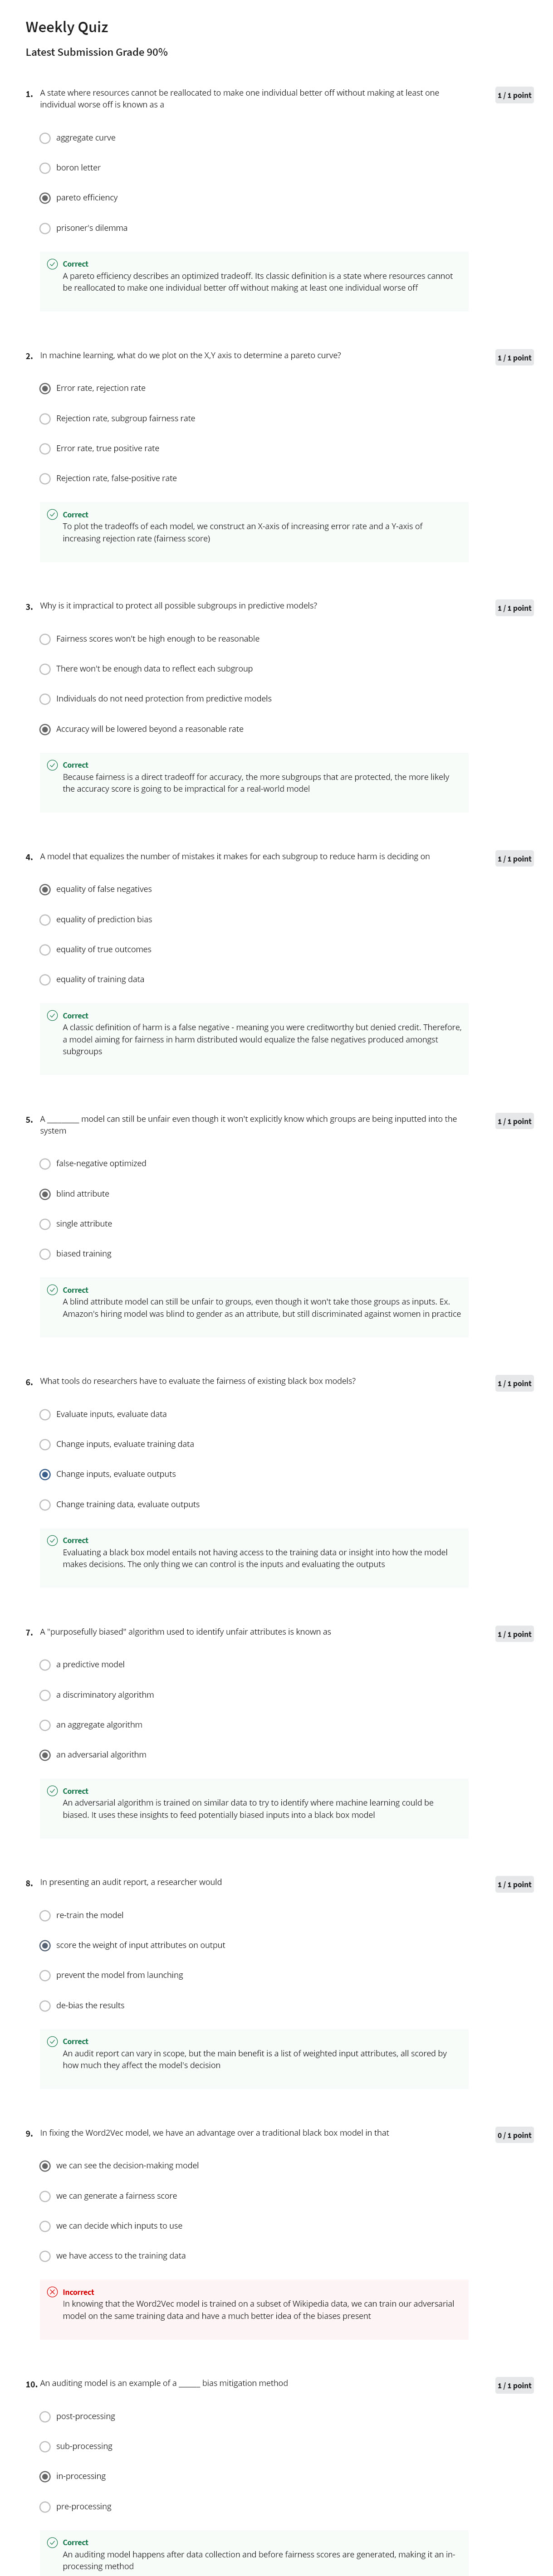 Weekly Quiz
Latest Submission Grade 90%
1. A state where resources cannot be reallocated to make one individual better off without making at least one
individual worse off is known as a
1 / 1 point
aggregate curve
boron letter
pareto efficiency
prisoner's dilemma
Correct
A pareto efficiency describes an optimized tradeoff. Its classic definition is a state where resources cannot
be reallocated to make one individual better off without making at least one individual worse off
2. In machine learning, what do we plot on the X,Y axis to determine a pareto curve?
1 / 1 point
Error rate, rejection rate
Rejection rate, subgroup fairness rate
Error rate, true positive rate
Rejection rate, false-positive rate
Correct
To plot the tradeoffs of each model, we construct an X-axis of increasing error rate and a Y-axis of
increasing rejection rate (fairness score)
3. Why is it impractical to protect all possible subgroups in predictive models?
1 / 1 point
Fairness scores won't be high enough to be reasonable
There won't be enough data to reflect each subgroup
Individuals do not need protection from predictive models
Accuracy will be lowered beyond a reasonable rate
Correct
Because fairness is a direct tradeoff for accuracy, the more subgroups that are protected, the more likely
the accuracy score is going to be impractical for a real-world model
4. A model that equalizes the number of mistakes it makes for each subgroup to reduce harm is deciding on
1 / 1 point
equality of false negatives
equality of prediction bias
equality of true outcomes
equality of training data
Correct
A classic definition of harm is a false negative - meaning you were creditworthy but denied credit. Therefore,
a model aiming for fairness in harm distributed would equalize the false negatives produced amongst
subgroups
5. A ________ model can still be unfair even though it won't explicitly know which groups are being inputted into the
system
1 / 1 point
false-negative optimized
blind attribute
single attribute
biased training
Correct
A blind attribute model can still be unfair to groups, even though it won't take those groups as inputs. Ex.
Amazon's hiring model was blind to gender as an attribute, but still discriminated against women in practice
6. What tools do researchers have to evaluate the fairness of existing black box models?
1 / 1 point
Evaluate inputs, evaluate data
Change inputs, evaluate training data
Change inputs, evaluate outputs
Change training data, evaluate outputs
Correct
Evaluating a black box model entails not having access to the training data or insight into how the model
makes decisions. The only thing we can control is the inputs and evaluating the outputs
7. A "purposefully biased" algorithm used to identify unfair attributes is known as
1 / 1 point
a predictive model
a discriminatory algorithm
an aggregate algorithm
an adversarial algorithm
Correct
An adversarial algorithm is trained on similar data to try to identify where machine learning could be
biased. It uses these insights to feed potentially biased inputs into a black box model
8. In presenting an audit report, a researcher would
1 / 1 point
re-train the model
score the weight of input attributes on output
prevent the model from launching
de-bias the results
Correct
An audit report can vary in scope, but the main benefit is a list of weighted input attributes, all scored by
how much they affect the model's decision
9. In fixing the Word2Vec model, we have an advantage over a traditional black box model in that
0 / 1 point
we can see the decision-making model
we can generate a fairness score
we can decide which inputs to use
we have access to the training data
Incorrect
In knowing that the Word2Vec model is trained on a subset of Wikipedia data, we can train our adversarial
model on the same training data and have a much better idea of the biases present
10. An auditing model is an example of a _____ bias mitigation method
1 / 1 point
post-processing
sub-processing
in-processing
pre-processing
Correct
An auditing model happens after data collection and before fairness scores are generated, making it an in-
processing method